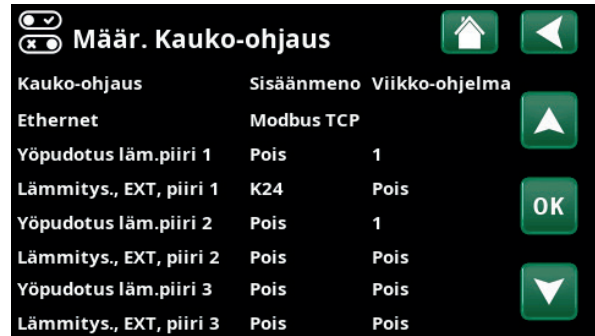 Määr. Kauko-ohjaus
Kauko-ohjaus Sisäänmeno Viikko-ohjelma
Ethernet Modbus TCP
Yöpudotus läm.piiri 1 Pois 1
Lämmitys., EXT, piiri 1 K24 Pois
OK
Yöpudotus läm.piiri 2 Pois 1
Lämmitys., EXT, piiri 2 Pois Pois
Yöpudotus läm.piiri 3 Pois Pois
Lämmitys., EXT, piiri 3 Pois Pois